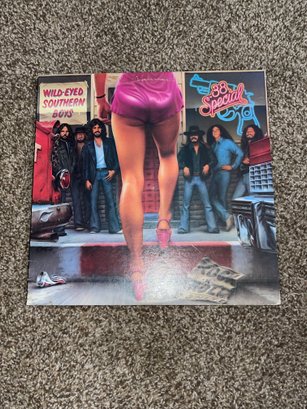 WILD-EYED
SOUTHERN
BOYS
38
Special